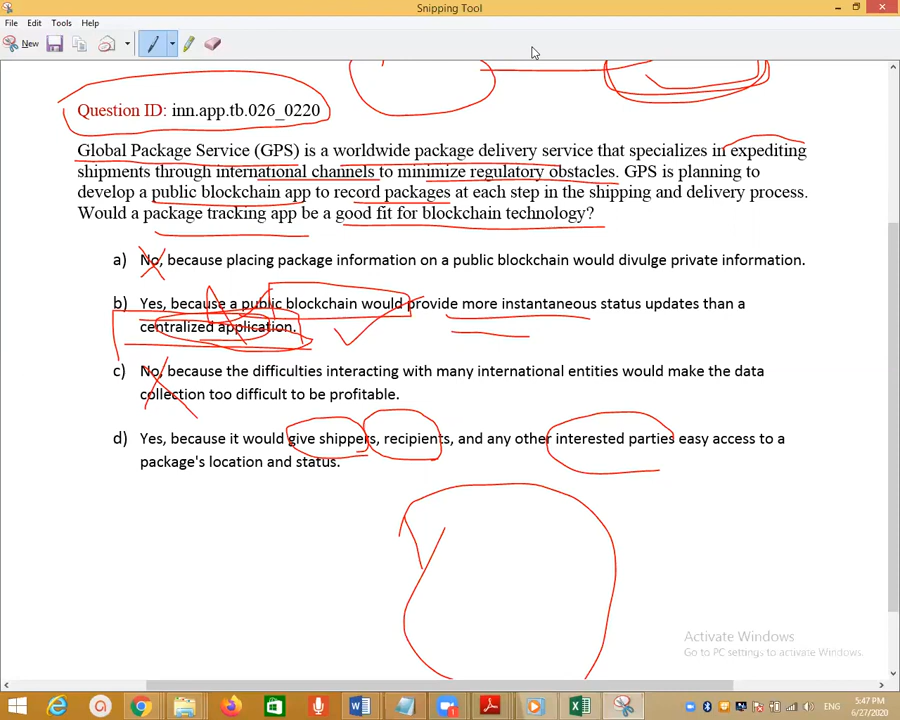 Snipping Tool
File Edit Tools Help
New
Question ID: inn.app.tb.026_0220
Global Package Service (GPS) is a worldwide package delivery service that specializes in expediting
shipments through international channels to minimize regulatory obstacles. GPS is planning to
develop a public blockchain app to record packages at each step in the shipping and delivery process.
Would a package tracking app be a good fit for blockchain technology?
a) No, because placing package information on a public blockchain would divulge private information.
b) Yes, because a public blockchain would provide more instantaneous status updates than a
centralized application.
c) No, because the difficulties interacting with many international entities would make the data
collection too difficult to be profitable.
d) Yes, because it would give shippers, recipients, and any other interested parties easy access to a
package's location and status.
Activate Windows
Go to PC settings to activate Windows.
ENG
5:47 PM
6/27/2020